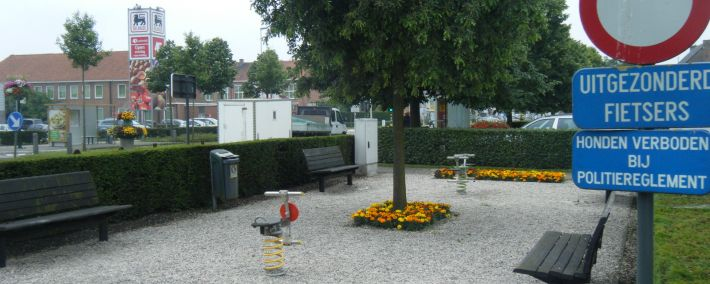 UITGEZONDERD
FIETSERS
HONDEN VERBODEN
BIJ
POLITIEREGLEMENT